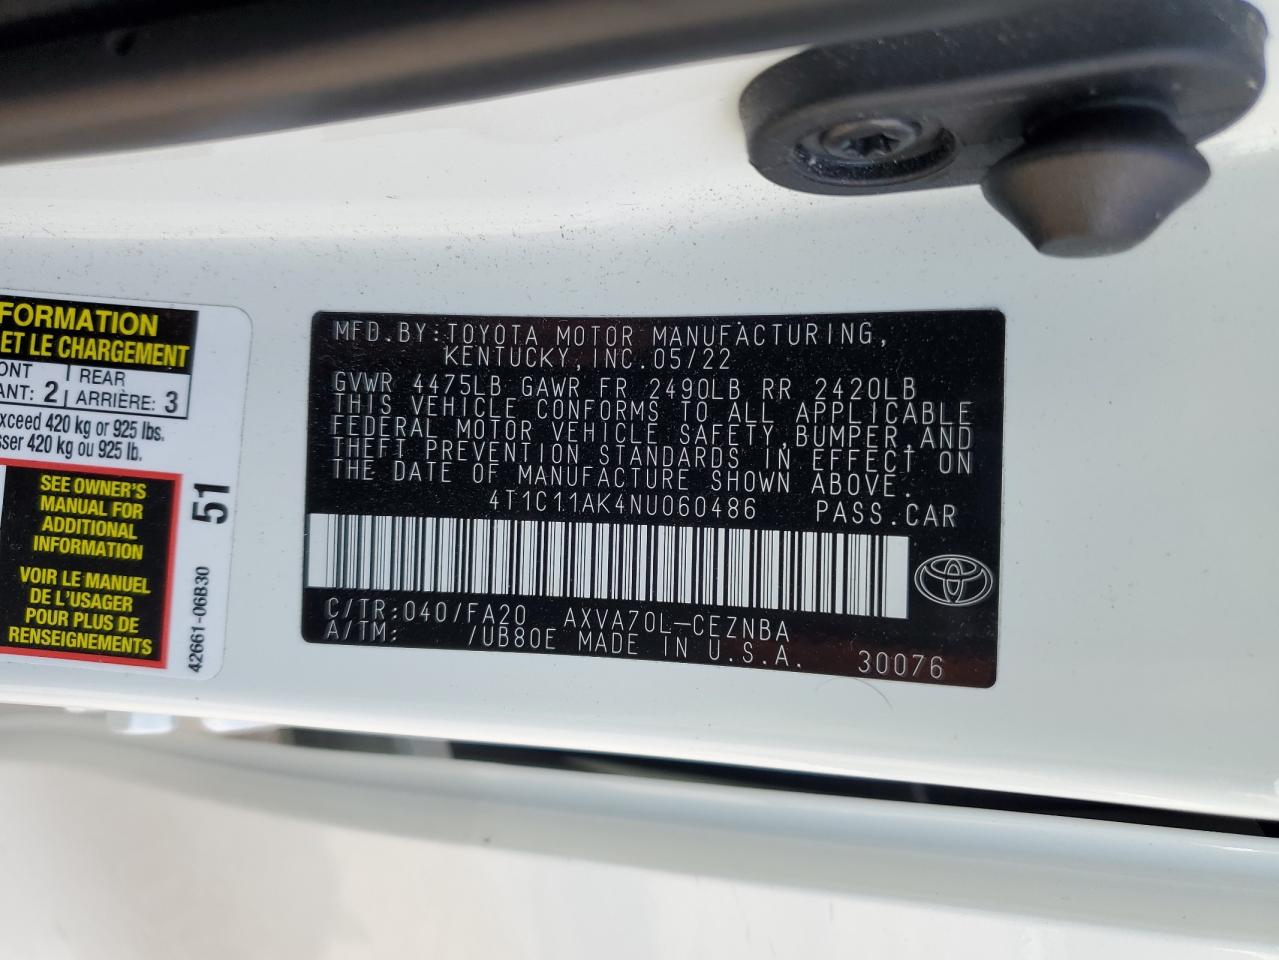 FORMATION
ET LE CHARGEMENT
ONT REAR
ANT: 2 ARRIÈRE: 3
xceed 420 kg or 925 lbs.
sser 420 kg ou 925 lb.
SEE OWNER'S
MANUAL FOR
ADDITIONAL
INFORMATION
VOIR LE MANUEL
DE L'USAGER
POUR PLUS DE
RENSEIGNEMENTS
51
42661-06B30
MFD.BY:TOYOTA MOTOR MANUFACTURING,
KENTUCKY,INC.05/22
GVWR 4475LB GAWR FR 2490LB RR 2420LB
THIS VEHICLE CONFORMS TO ALL APPLICABLE
FEDERAL MOTOR VEHICLE SAFETY,BUMPER,AND
THEFT PREVENTION STANDARDS IN EFFECT ON
THE DATE OF MANUFACTURE SHOWN ABOVE.
4T1C11AK4NU060486 PASS.CAR
C/TR:040/FA20 AXVA70L-CEZNBA
A/TM: /UB80E MADE IN U.S.A. 30076